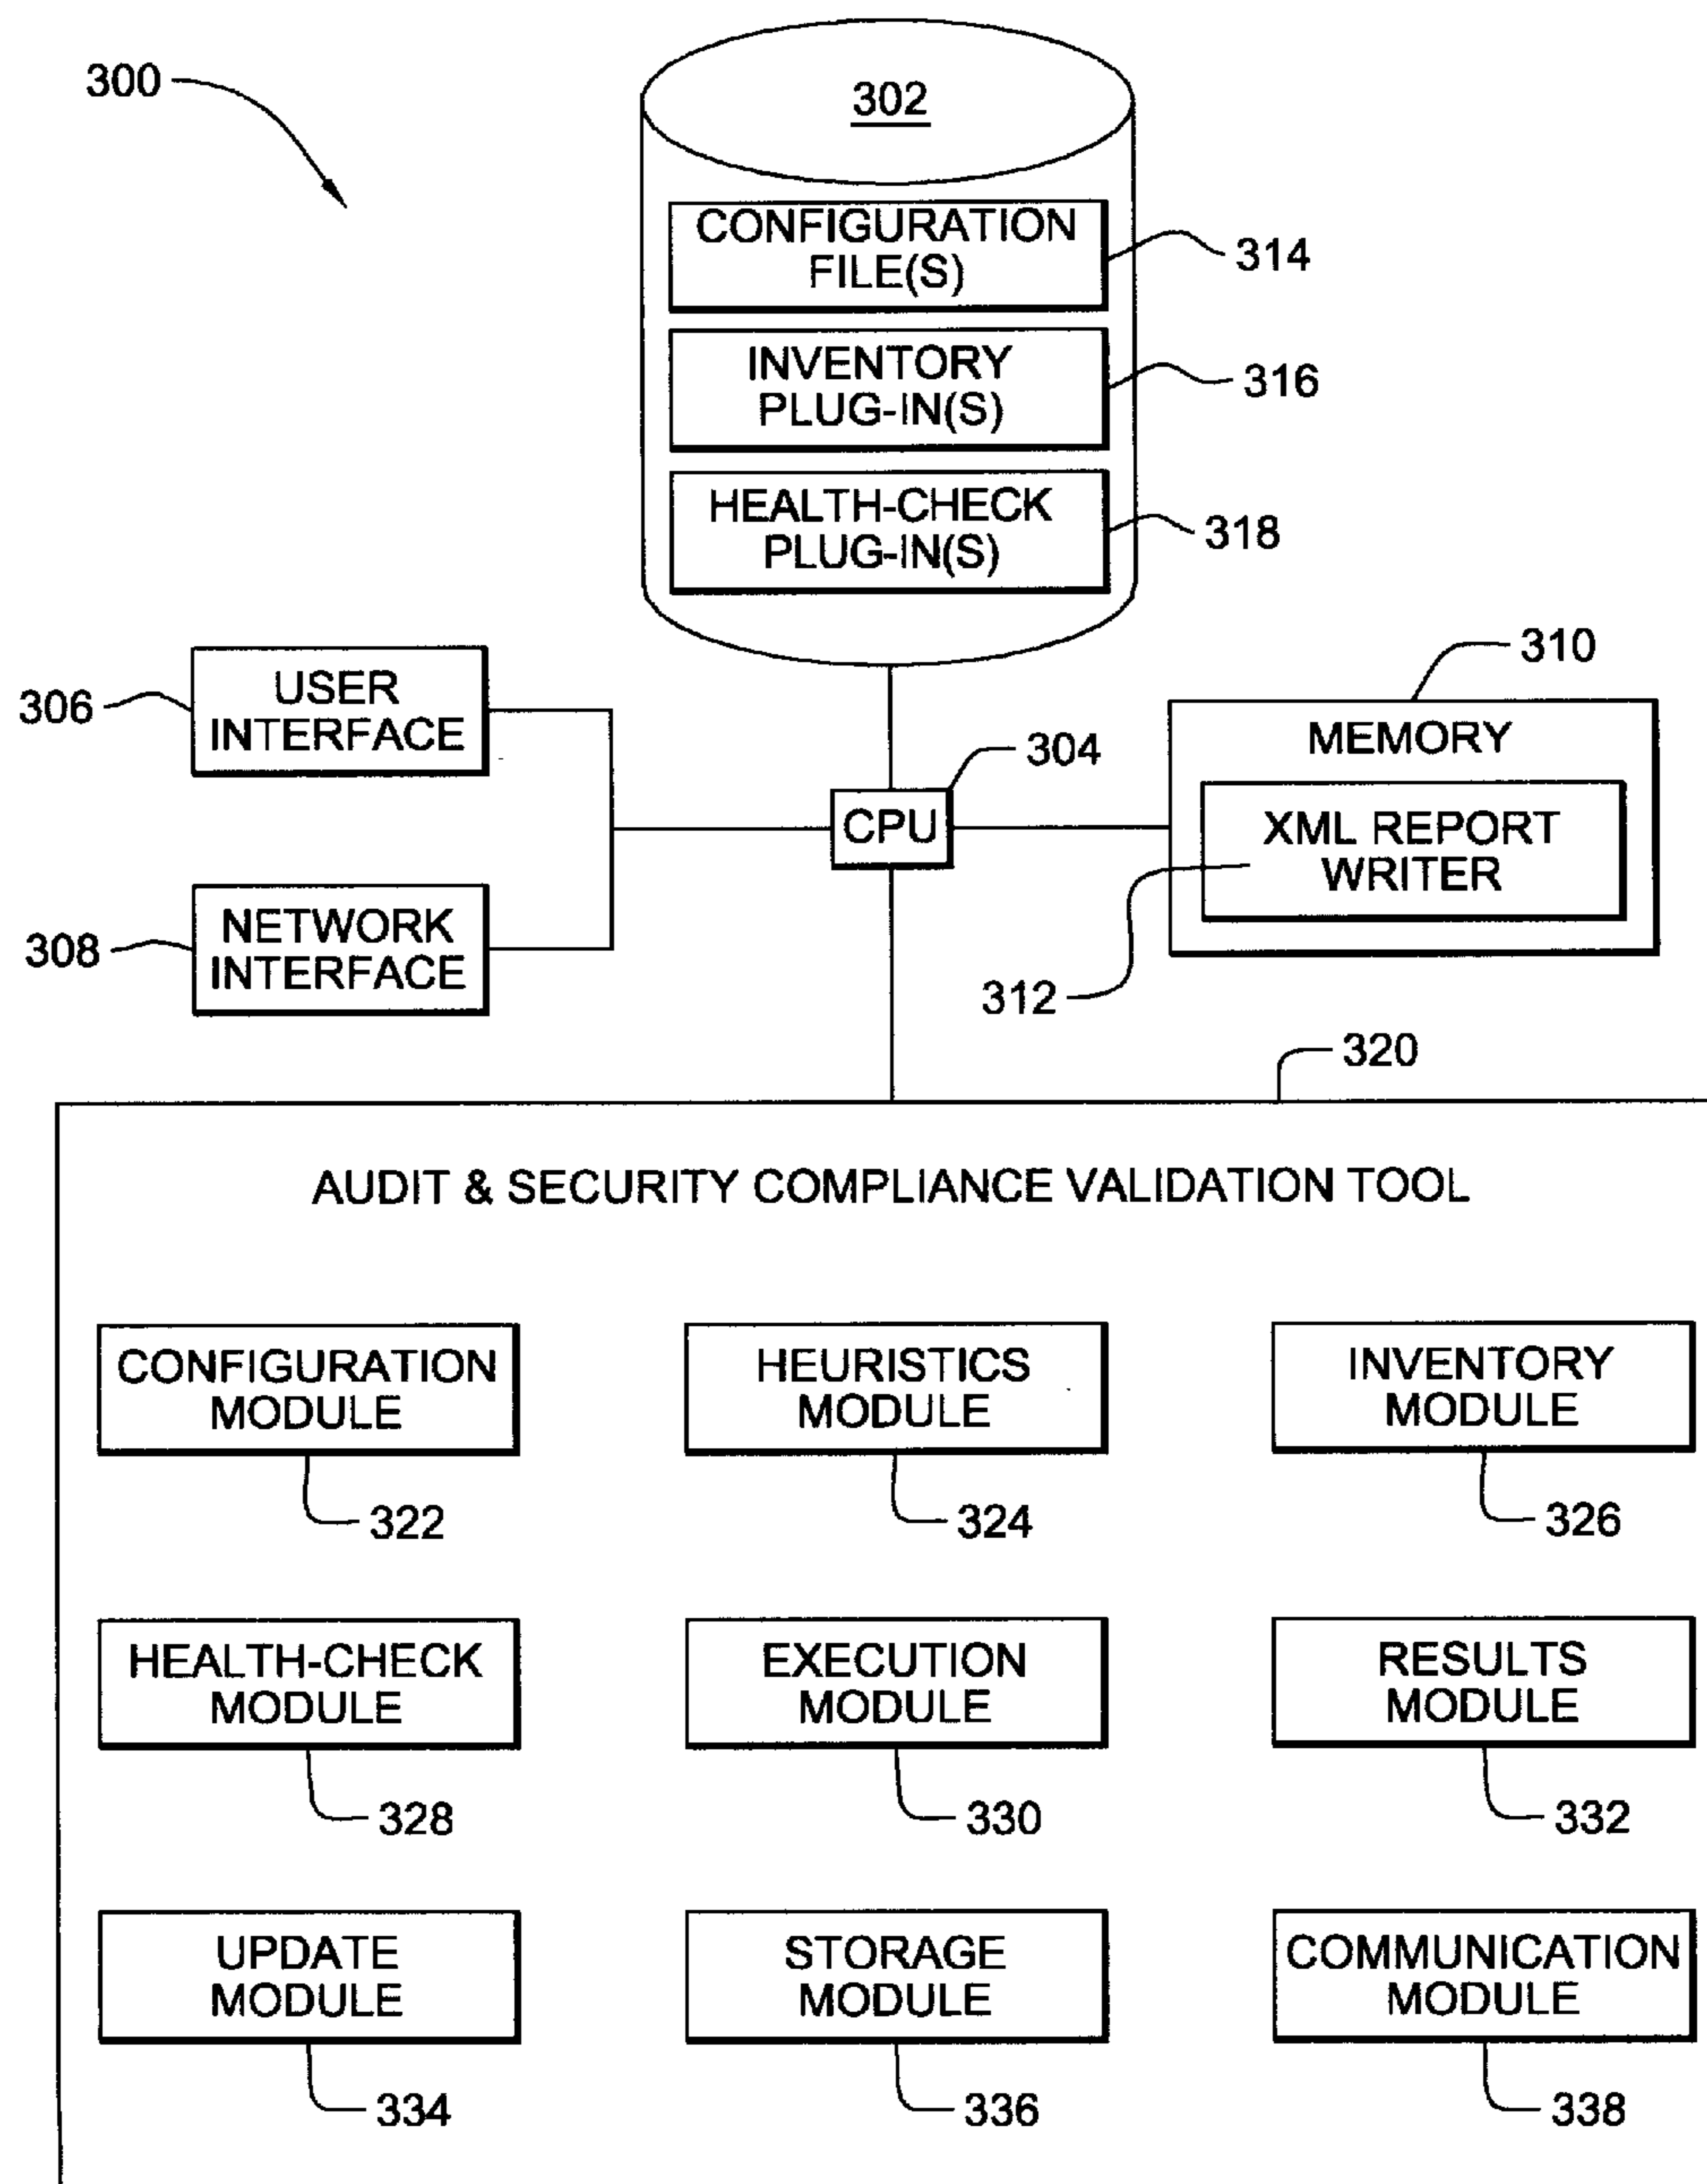 300
302
CONFIGURATION
FILE(S)
314
INVENTORY
PLUG-IN(S)
316
HEALTH-CHECK
PLUG-IN(S)
318
306
USER
INTERFACE
304
CPU
310
MEMORY
XML REPORT
WRITER
312
308
NETWORK
INTERFACE
320
AUDIT & SECURITY COMPLIANCE VALIDATION TOOL
CONFIGURATION
MODULE
322
HEURISTICS
MODULE
324
INVENTORY
MODULE
326
HEALTH-CHECK
MODULE
328
EXECUTION
MODULE
330
RESULTS
MODULE
332
UPDATE
MODULE
334
STORAGE
MODULE
336
COMMUNICATION
MODULE
338